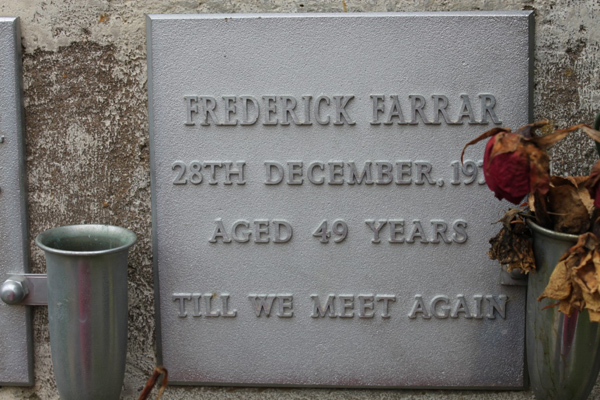 FREDERICK FARRAR
28TH DECEMBER,
AGED 49 YEARS
TILL WE MEET AGAIN